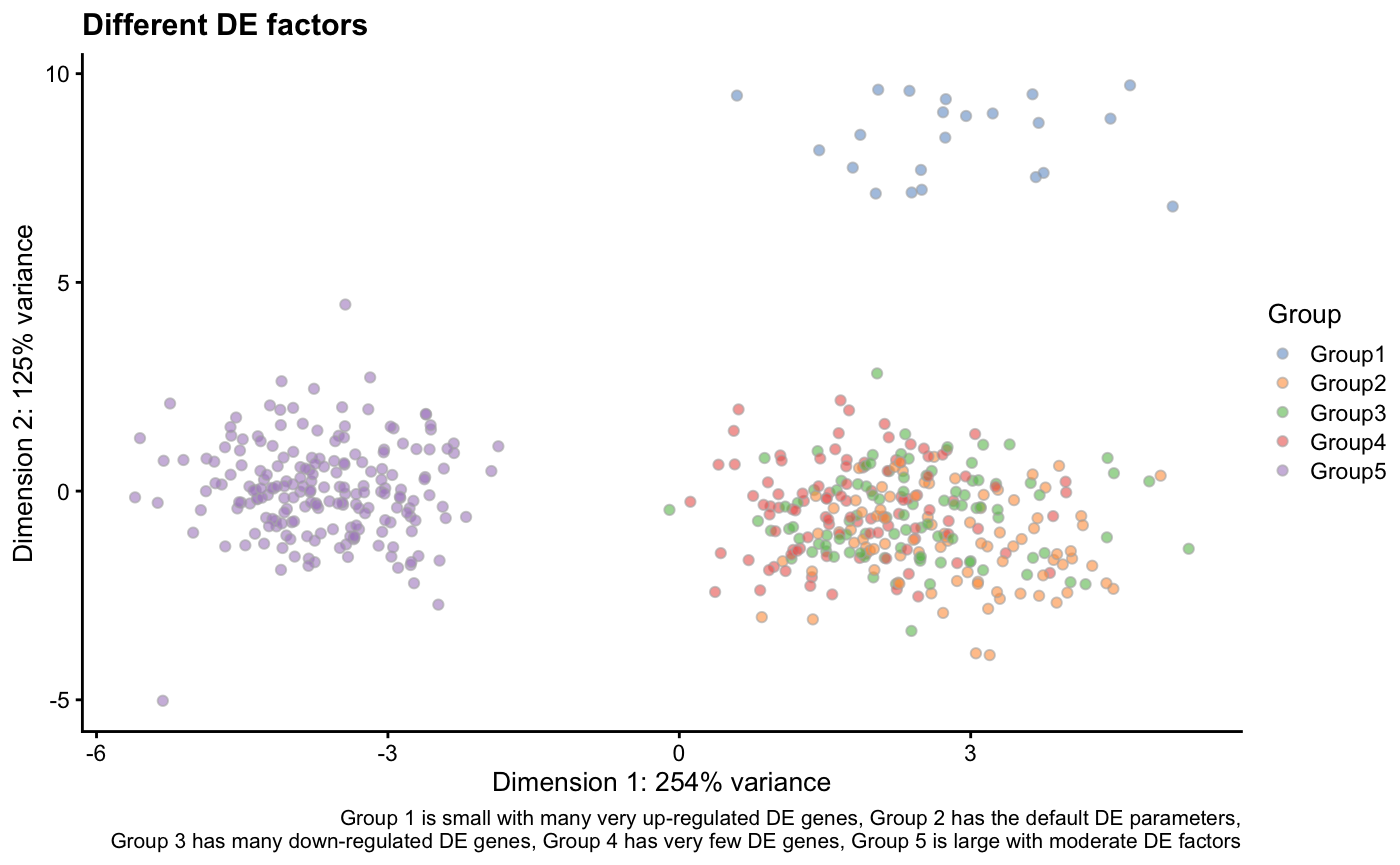 Different DE factors
10
5
0
-5
Dimension 2: 125% variance
-6
-3
0
3
Dimension 1: 254% variance
Group
Group1
Group2
Group3
Group4
Group5
Group 1 is small with many very up-regulated DE genes, Group 2 has the default DE parameters,
Group 3 has many down-regulated DE genes, Group 4 has very few DE genes, Group 5 is large with moderate DE factors